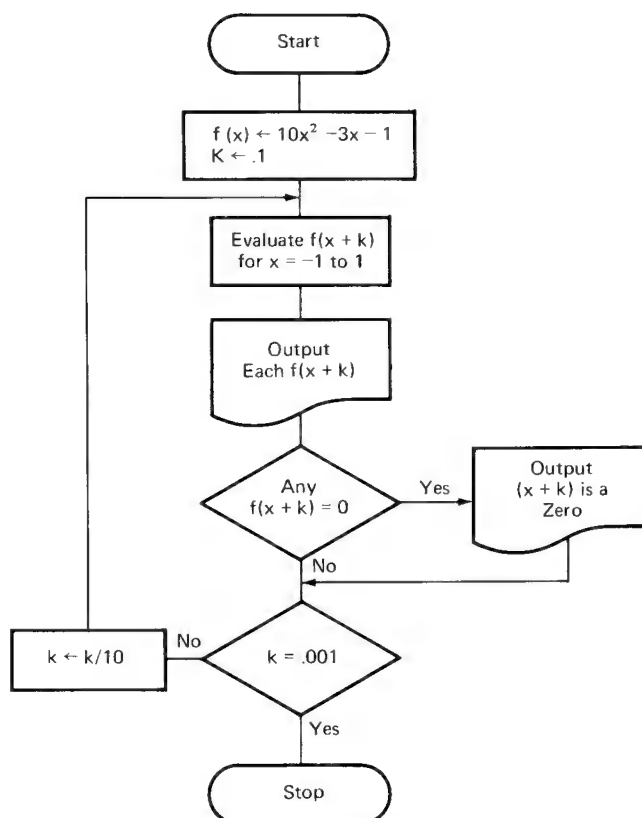 Start
f (x) ← 10x² −3x − 1
K ← .1
Evaluate f(x + k)
for x = −1 to 1
Output
Each f(x + k)
Any
f(x + k) = 0
Yes
Output
(x + k) is a
Zero
No
k = .001
No
k ← k/10
Yes
Stop